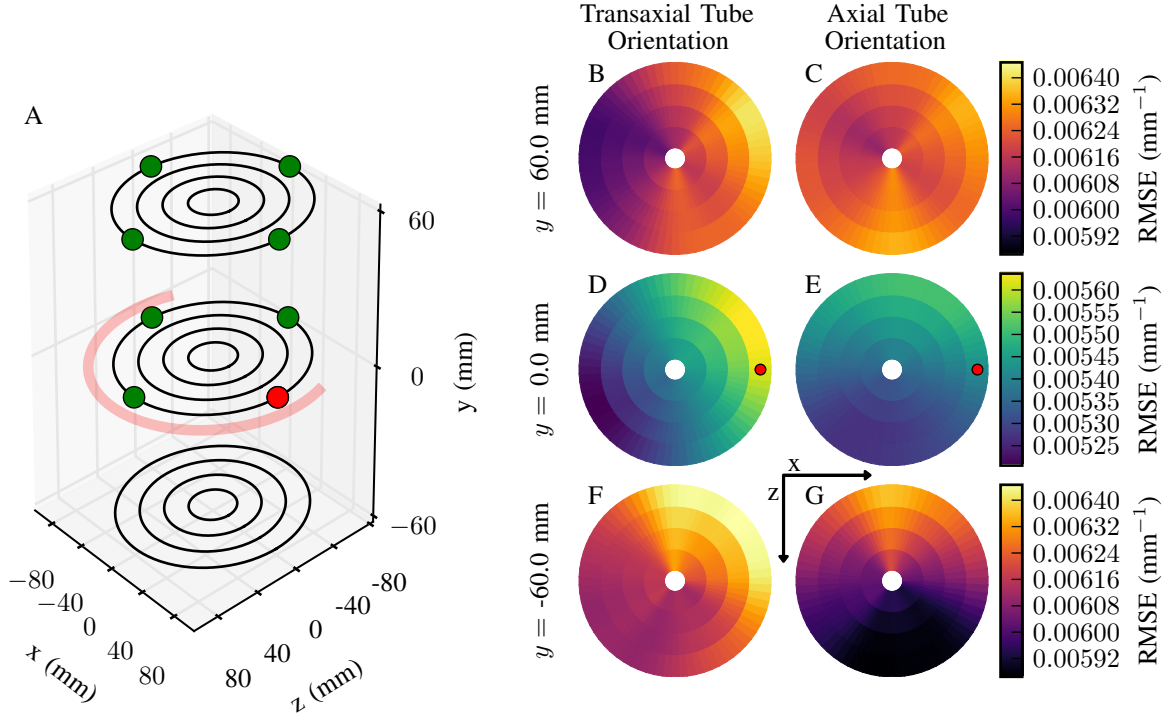 Transaxial Tube
Orientation
Axial Tube
Orientation
A
60
0
−60
y (mm)
−80
−40
0
40
80
x (mm)
-80
-40
0
40
80
z (mm)
y = 60.0 mm
B
C
0.00640
0.00632
0.00624
0.00616
0.00608
0.00600
0.00592
RMSE (mm⁻¹)
y = 0.0 mm
D
E
0.00560
0.00555
0.00550
0.00545
0.00540
0.00535
0.00530
0.00525
RMSE (mm⁻¹)
x
z
y = -60.0 mm
F
G
0.00640
0.00632
0.00624
0.00616
0.00608
0.00600
0.00592
RMSE (mm⁻¹)